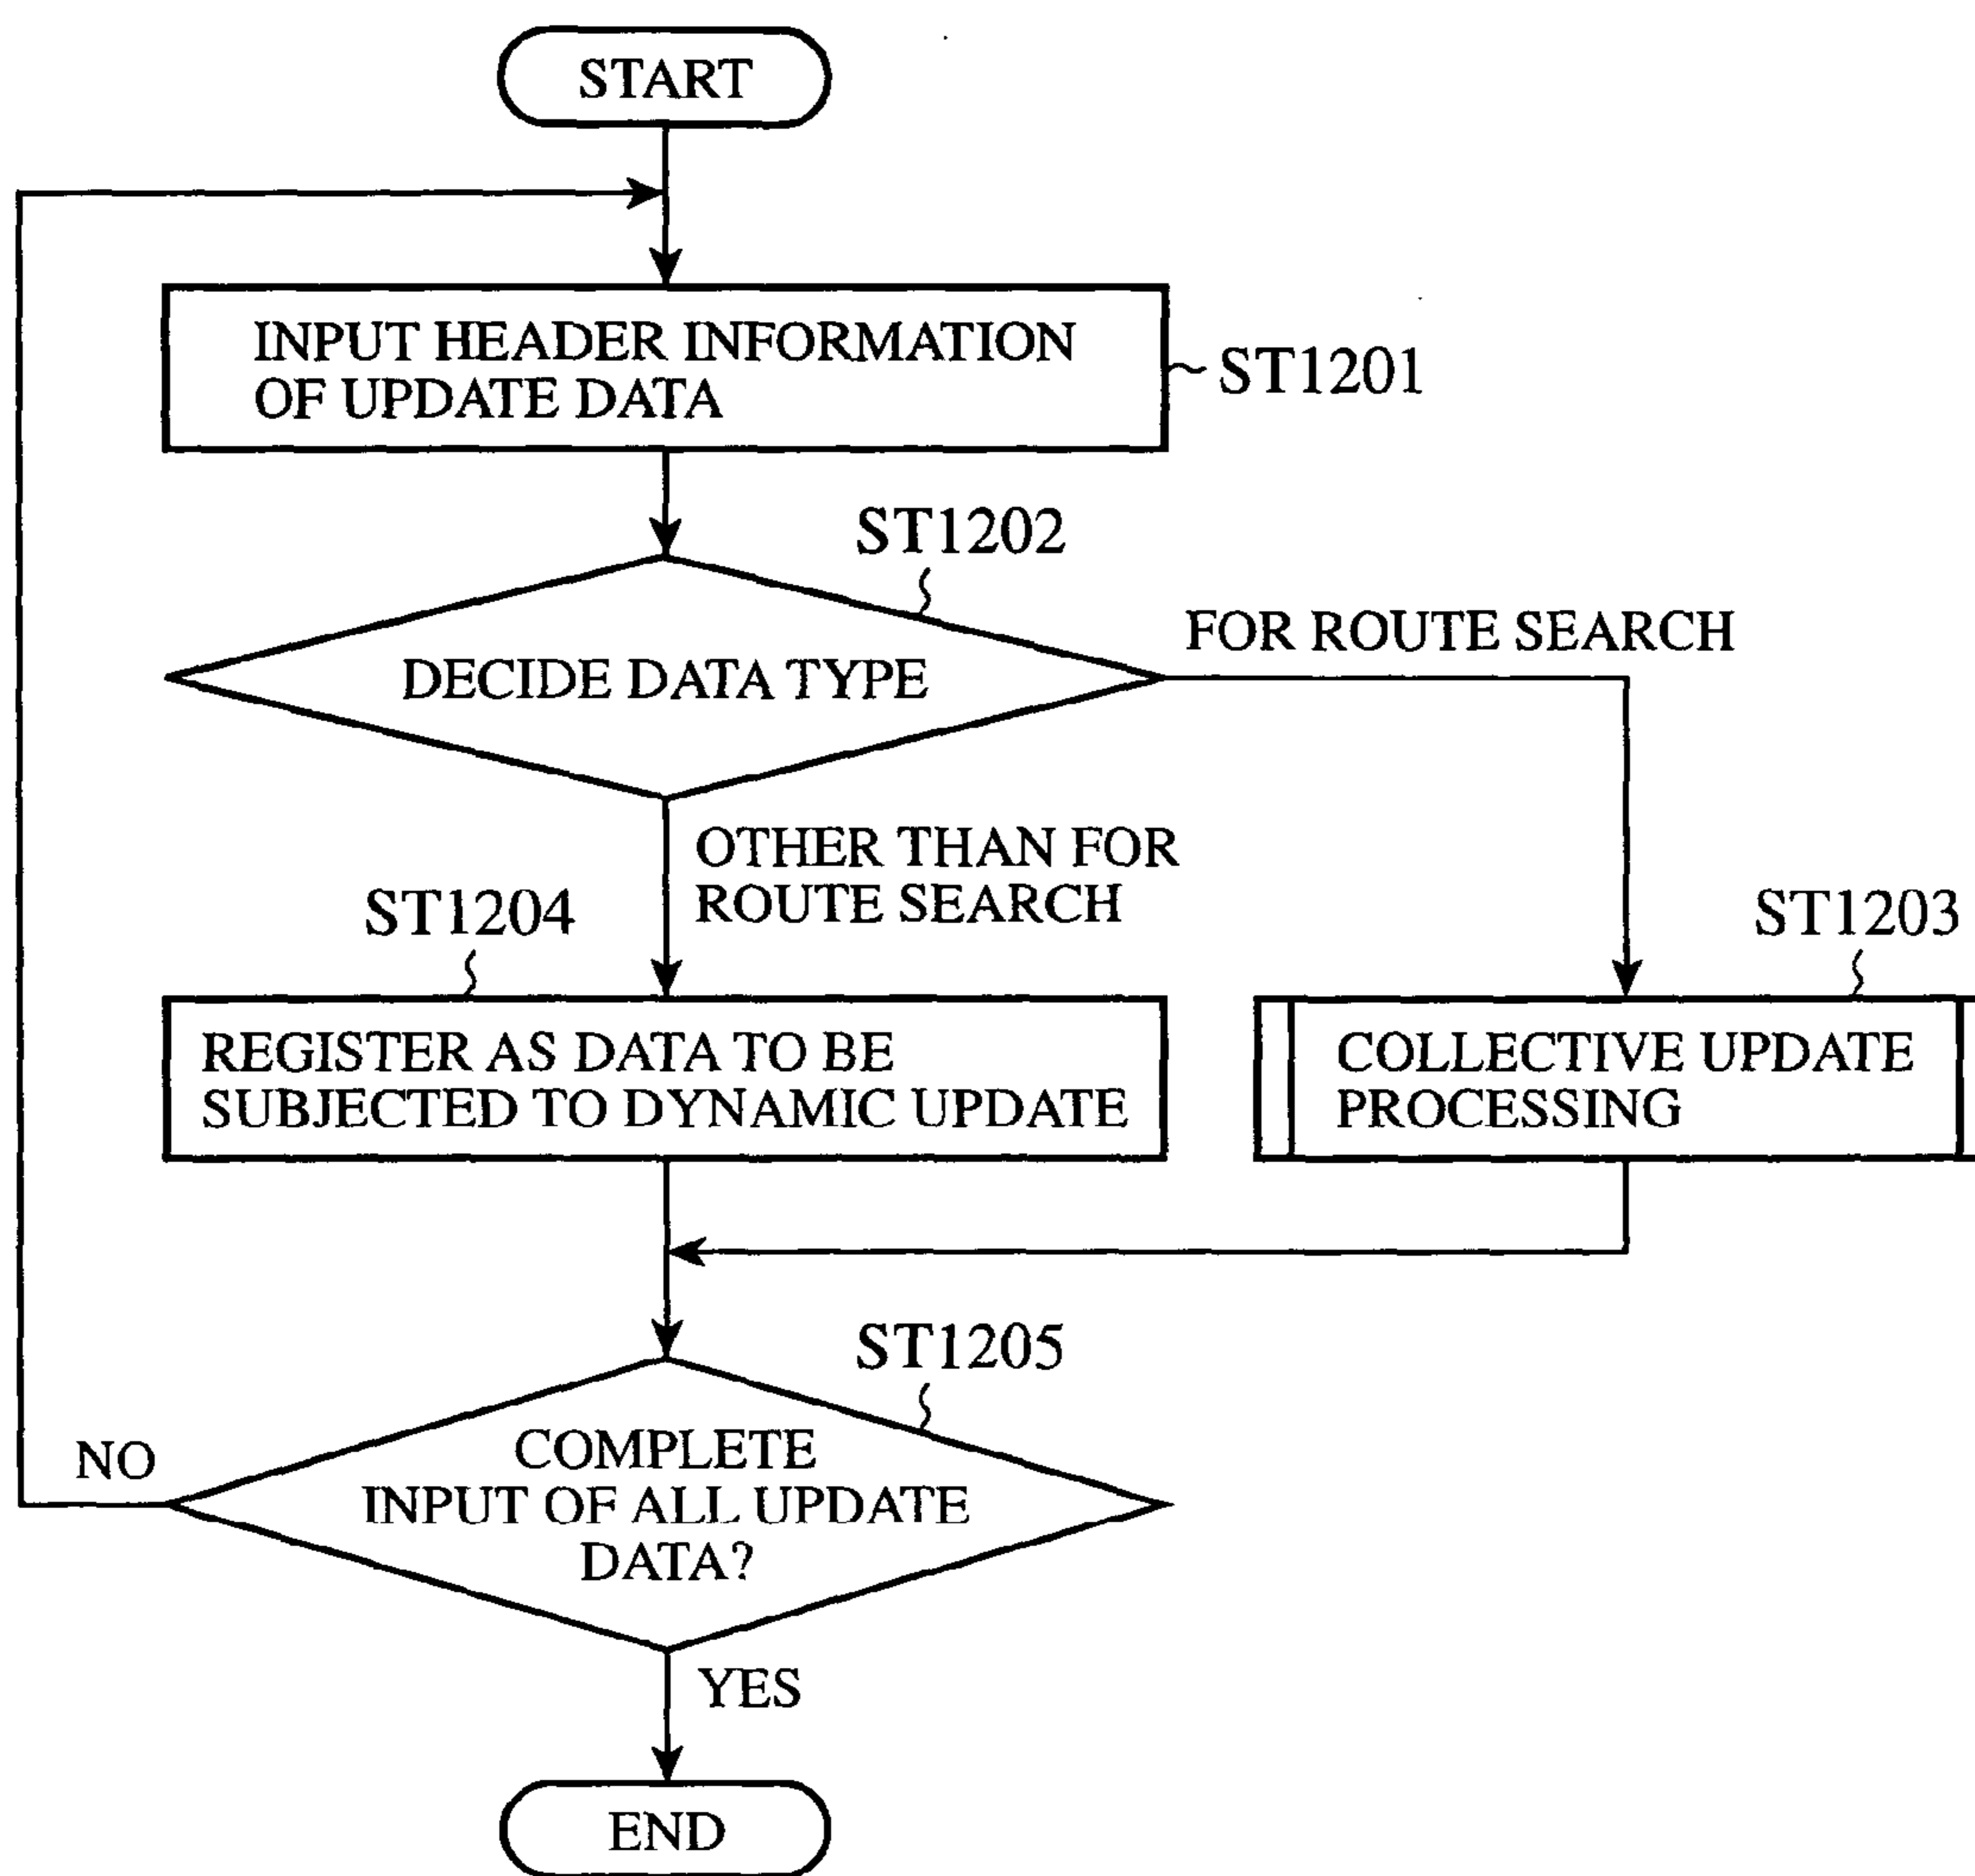 START
INPUT HEADER INFORMATION
OF UPDATE DATA
ST1201
ST1202
DECIDE DATA TYPE
FOR ROUTE SEARCH
OTHER THAN FOR
ROUTE SEARCH
ST1204
ST1203
REGISTER AS DATA TO BE
SUBJECTED TO DYNAMIC UPDATE
COLLECTIVE UPDATE
PROCESSING
ST1205
COMPLETE
INPUT OF ALL UPDATE
DATA?
NO
YES
END